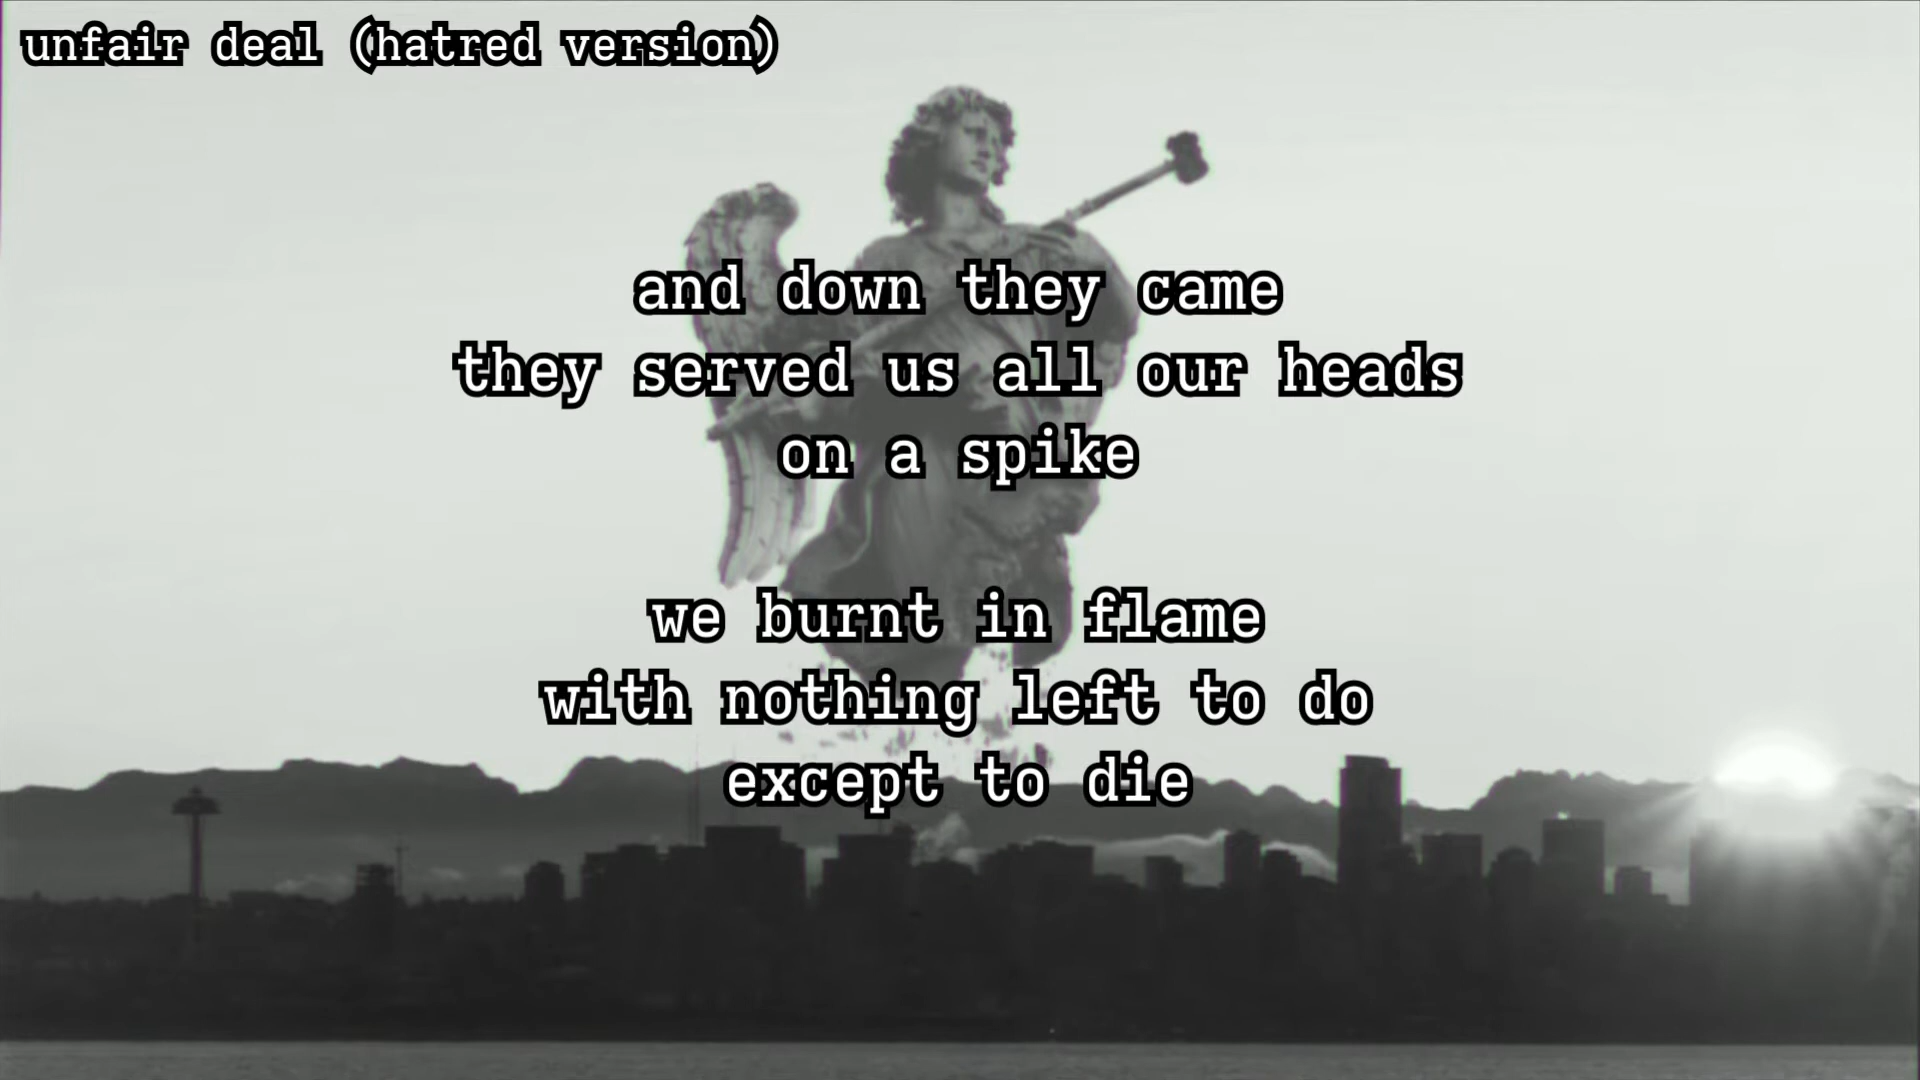 unfair deal (hatred version)
and down they came
they served us all our heads
on a spike
we burnt in flame
with nothing left to do
except to die